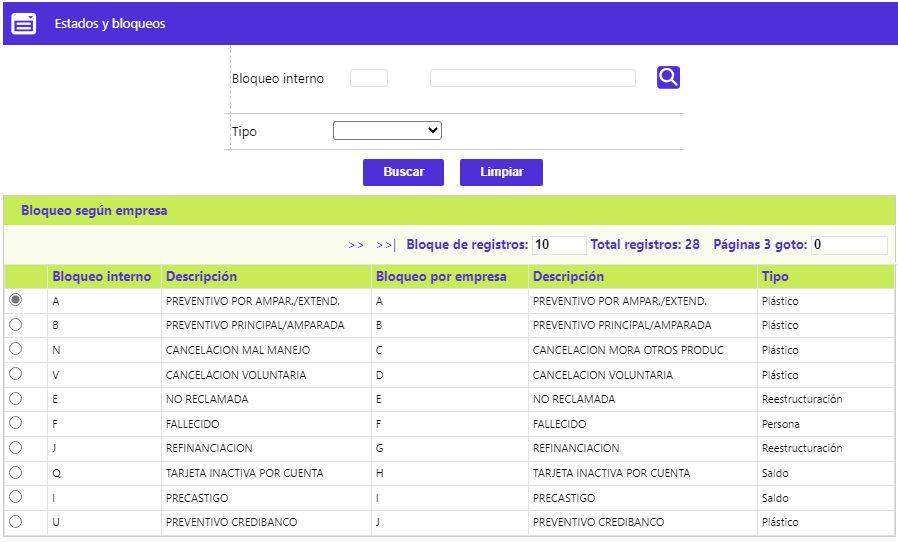 Estados y bloqueos
Bloqueo interno
Tipo
Buscar Limpiar
Bloqueo según empresa
>> >>| Bloque de registros: 10 Total registros: 28 Páginas 3 goto: 0
Bloqueo interno Descripción Bloqueo por empresa Descripción Tipo
A PREVENTIVO POR AMPAR./EXTEND. A PREVENTIVO POR AMPAR./EXTEND. Plástico
B PREVENTIVO PRINCIPAL/AMPARADA B PREVENTIVO PRINCIPAL/AMPARADA Plástico
N CANCELACION MAL MANEJO C CANCELACION MORA OTROS PRODUC Plástico
V CANCELACION VOLUNTARIA D CANCELACION VOLUNTARIA Plástico
E NO RECLAMADA E NO RECLAMADA Reestructuración
F FALLECIDO F FALLECIDO Persona
J REFINANCIACION G REFINANCIACION Reestructuración
Q TARJETA INACTIVA POR CUENTA H TARJETA INACTIVA POR CUENTA Saldo
I PRECASTIGO I PRECASTIGO Saldo
U PREVENTIVO CREDIBANCO J PREVENTIVO CREDIBANCO Plástico